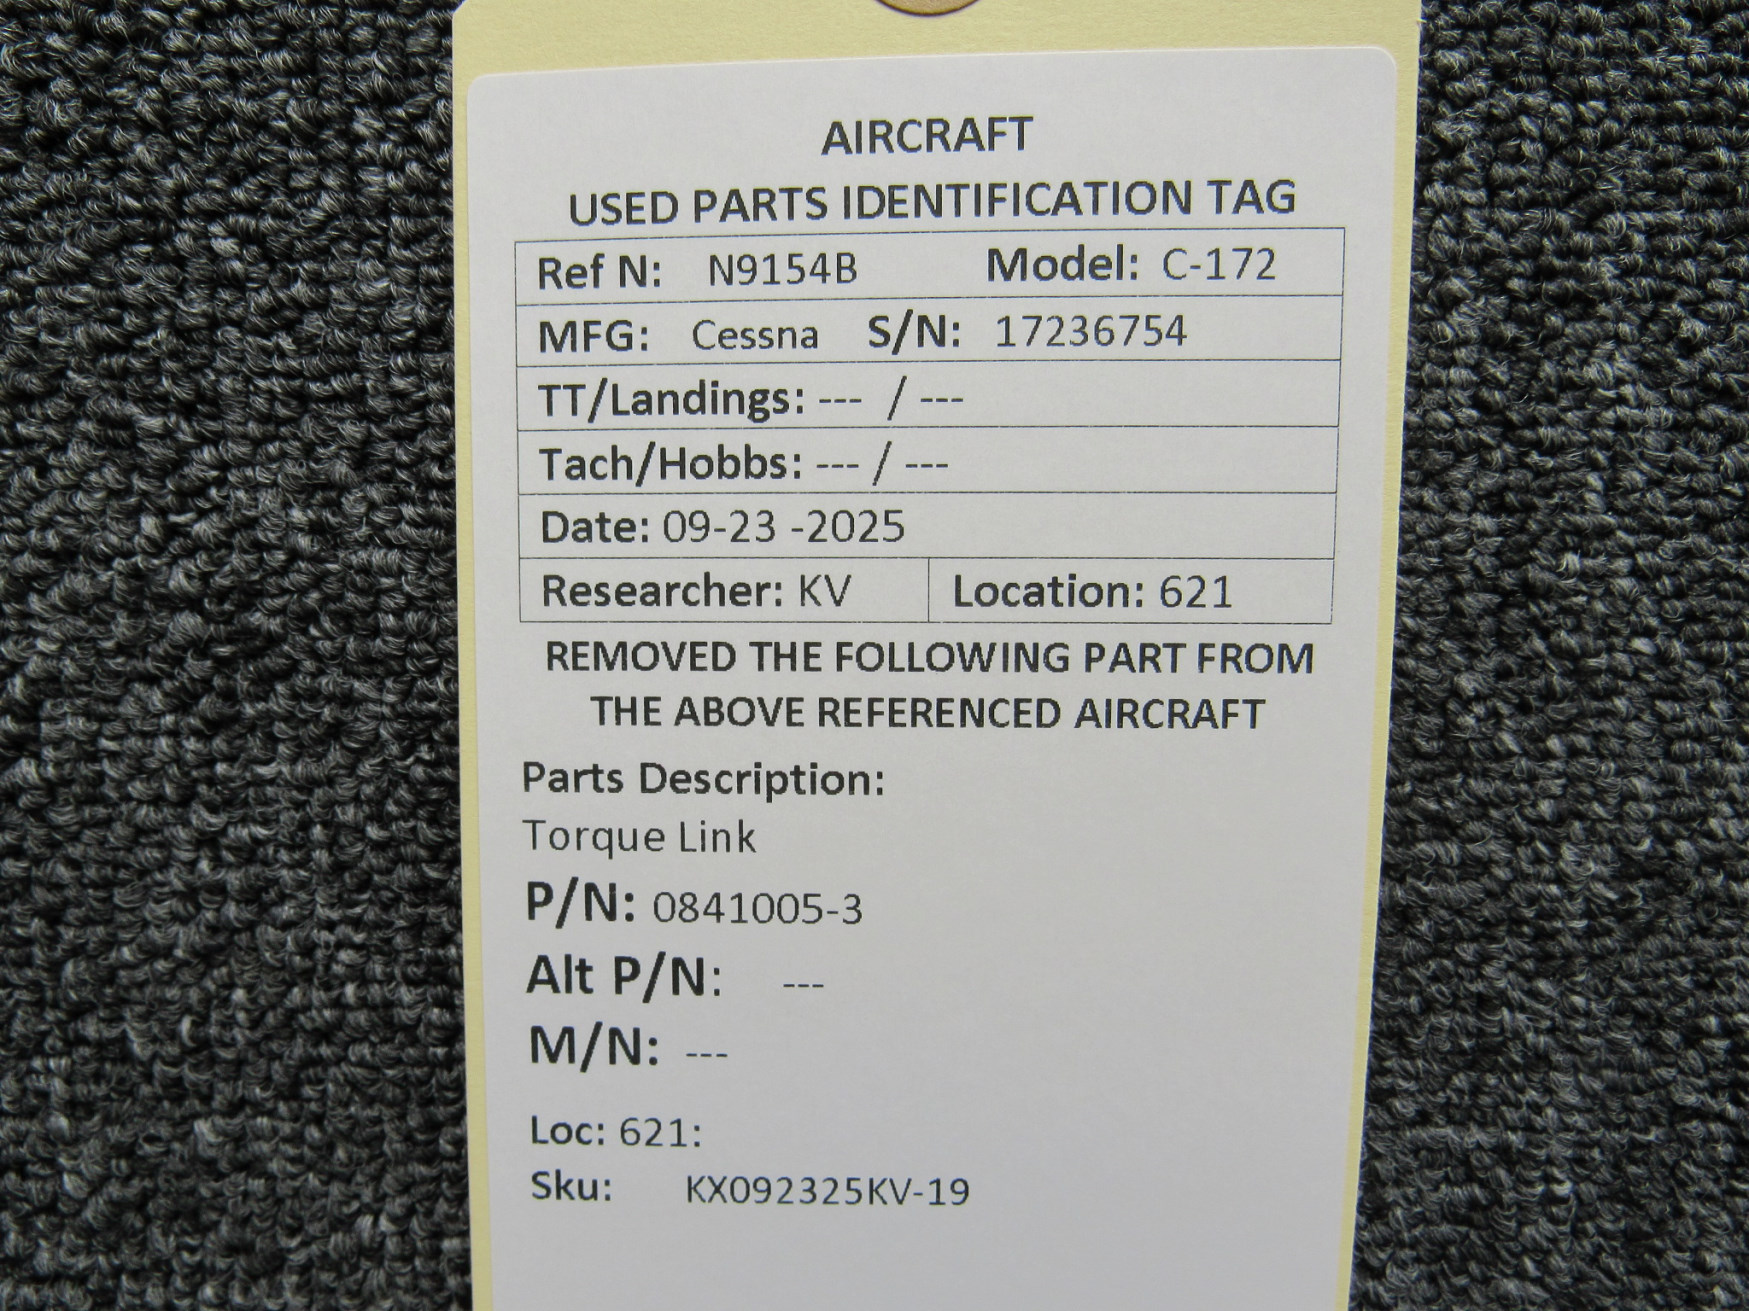 AIRCRAFT
USED PARTS IDENTIFICATION TAG
Ref N: N9154B Model: C-172
MFG: Cessna S/N: 17236754
TT/Landings: --- / ---
Tach/Hobbs: --- / ---
Date: 09-23 -2025
Researcher: KV Location: 621
REMOVED THE FOLLOWING PART FROM
THE ABOVE REFERENCED AIRCRAFT
Parts Description:
Torque Link
P/N: 0841005-3
Alt P/N: ---
M/N: ---
Loc: 621:
Sku: KX092325KV-19